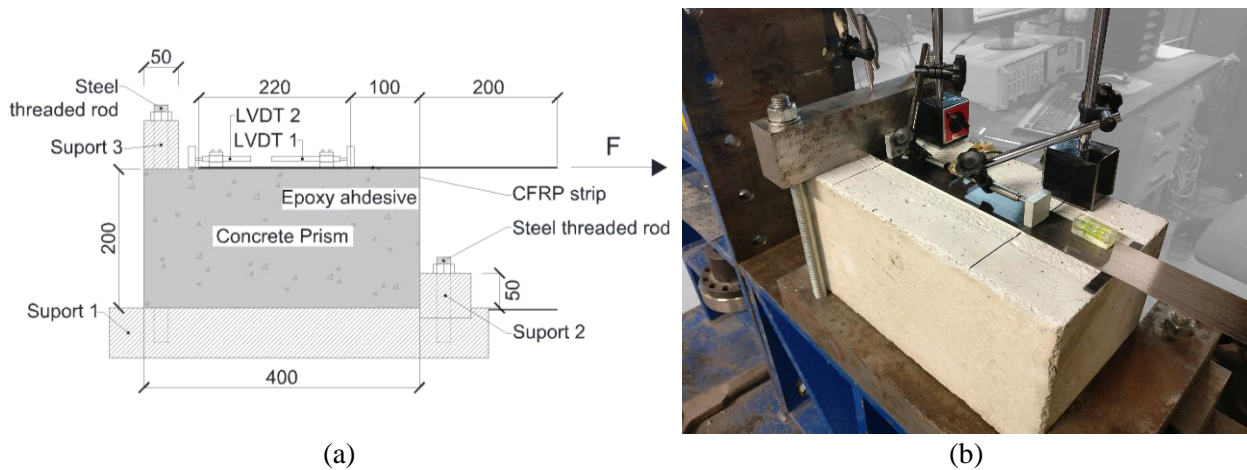 50
Steel
threaded rod
Suport 3
220
100
200
LVDT 2
LVDT 1
F
Epoxy ahdesive
CFRP strip
200
Concrete Prism
Steel threaded rod
50
Suport 1
Suport 2
400
(a)
(b)